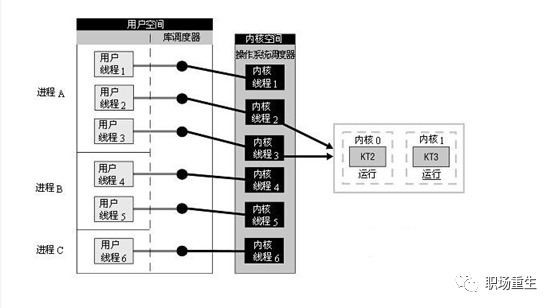 用户空间
库调度器
内核空间
操作系统调度器
进程A
用户
线程1
用户
线程2
用户
线程3
进程B
用户
线程4
用户
线程5
进程C
用户
线程6
内核
线程1
内核
线程2
内核
线程3
内核
线程4
内核
线程5
内核
线程6
内核0
内核1
KT2
KT3
运行
运行
职场重生